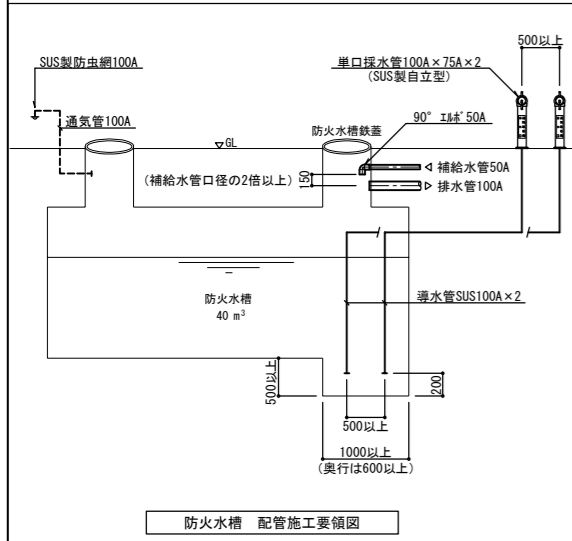 500以上
SUS製防虫網100A
単口採水管100A×75A×2
(SUS製自立型)
通気管100A
90° エルボ50A
防火水槽鉄蓋
GL
補給水管50A
(補給水管口径の2倍以上)
150
排水管100A
防火水槽
40 m³
導水管SUS100A×2
500以上
200
500以上
1000以上
(奥行は600以上)
防火水槽 配管施工要領図